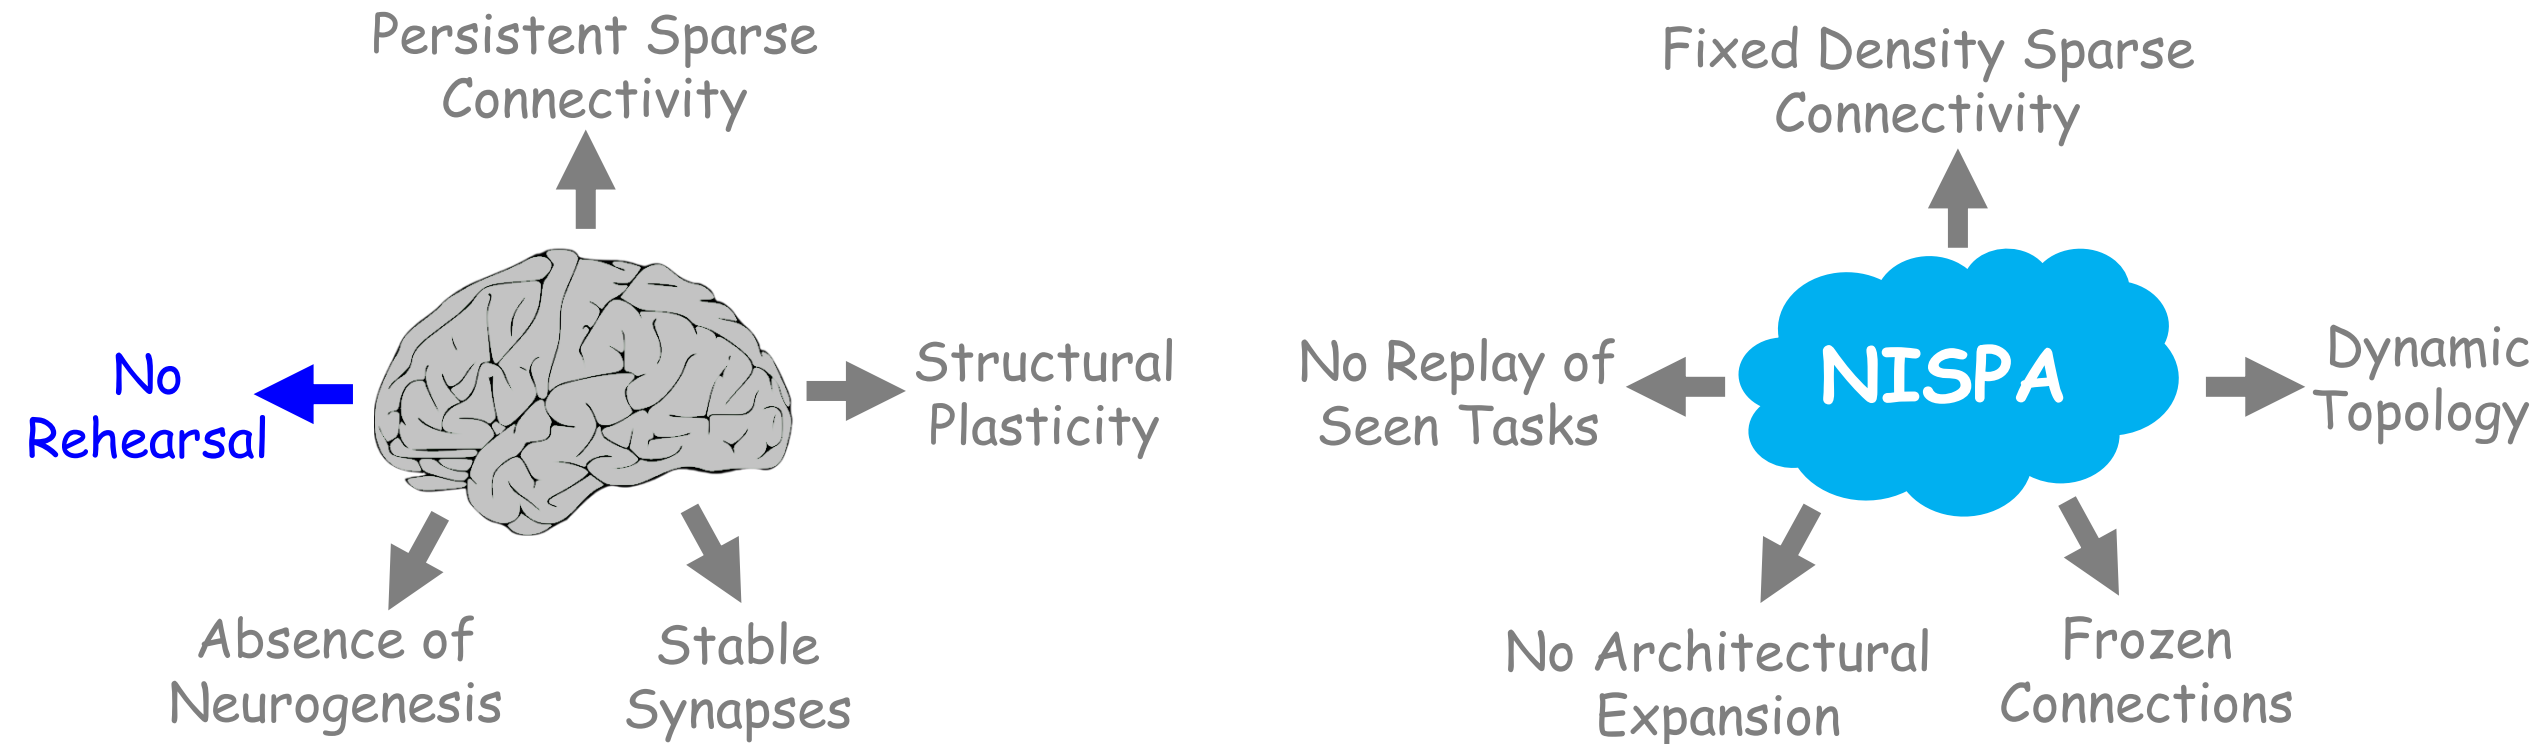 Persistent Sparse
Connectivity
No
Rehearsal
Structural
Plasticity
Absence of
Neurogenesis
Stable
Synapses
Fixed Density Sparse
Connectivity
No Replay of
Seen Tasks
NISPA
Dynamic
Topology
No Architectural
Expansion
Frozen
Connections